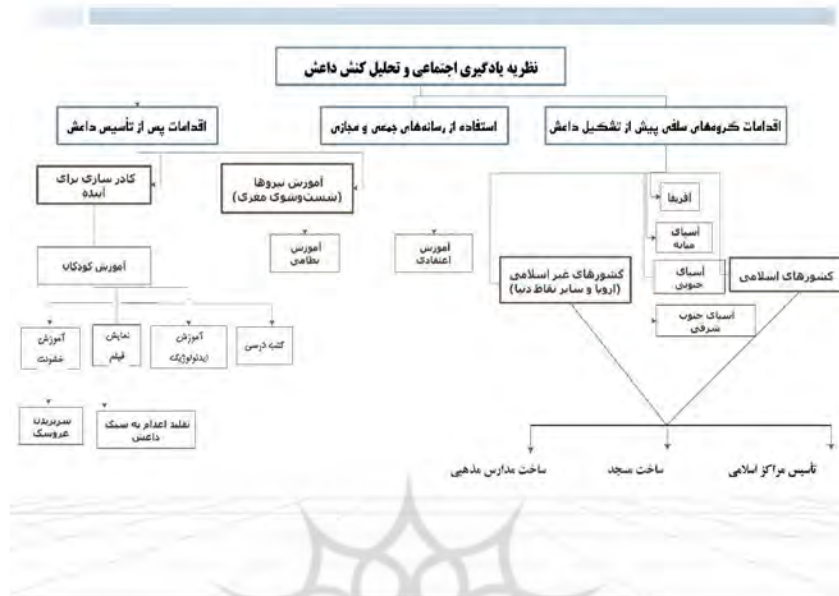 نظریه یادگیری اجتماعی و تحلیل کنش داعش
اقدامات گروه‌های سلفی پیش از تشکیل داعش
استفاده از رسانه‌های جمعی و مجازی
اقدامات پس از تأسیس داعش
آفریقا
آسیای
میانه
آسیای
جنوبی
آسیای جنوب
شرقی
کشورهای اسلامی
کشورهای غیر اسلامی
(اروپا و سایر نقاط دنیا)
تأسیس مراکز اسلامی
ساخت مسجد
ساخت مدارس مذهبی
آموزش نیروها
(شست‌وشوی مغزی)
آموزش
اعتقادی
آموزش
نظامی
کادر سازی برای
آینده
آموزش کودکان
کتب درسی
آموزش
ایدئولوژیک
نمایش
فیلم
آموزش
خشونت
تقلید اعدام به سبک
داعش
سربریدن
عروسک